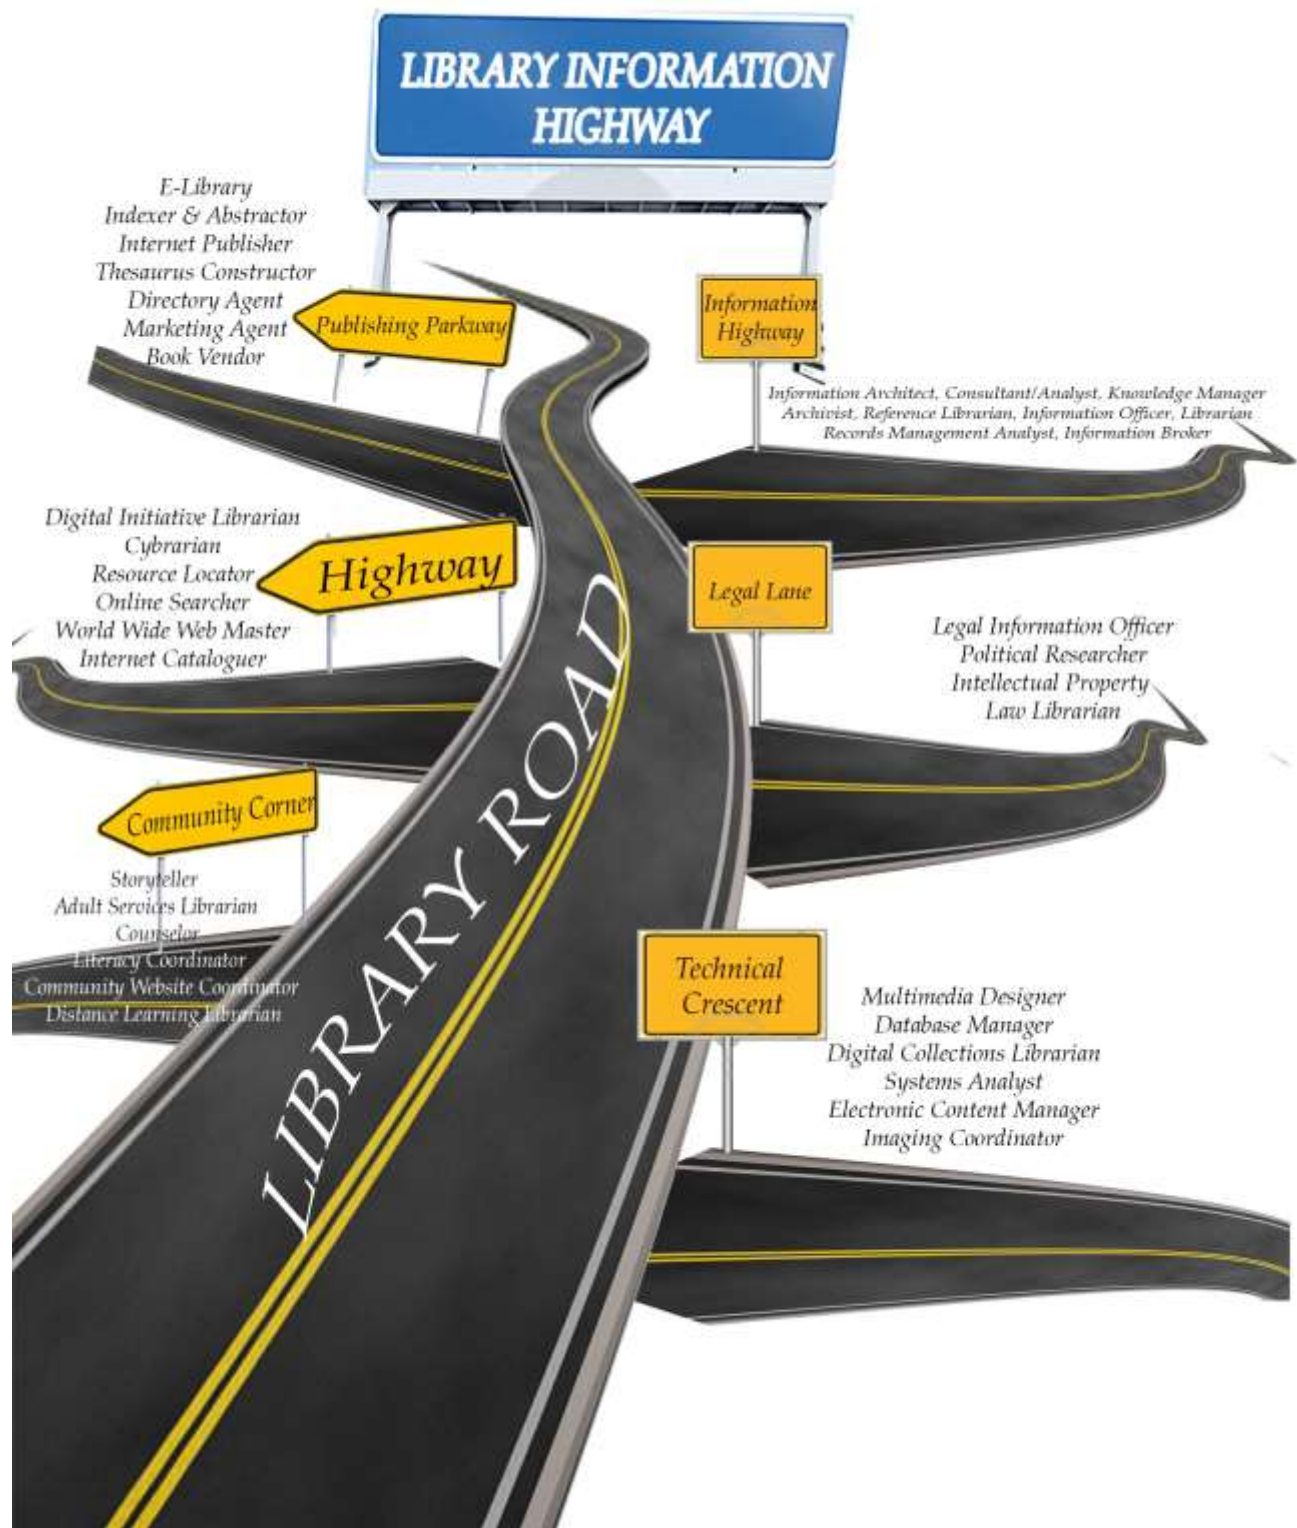 LIBRARY INFORMATION
HIGHWAY
E-Library
Indexer & Abstractor
Internet Publisher
Thesaurus Constructor
Directory Agent
Marketing Agent
Book Vendor
Publishing Parkway
Information
Highway
Information Architect, Consultant/Analyst, Knowledge Manager
Archivist, Reference Librarian, Information Officer, Librarian
Records Management Analyst, Information Broker
Digital Initiative Librarian
Cybrarian
Resource Locator
Online Searcher
World Wide Web Master
Internet Cataloguer
Highway
Legal Lane
Legal Information Officer
Political Researcher
Intellectual Property
Law Librarian
Community Corner
Storyteller
Adult Services Librarian
Counselor
Literacy Coordinator
Community Website Coordinator
Distance Learning Librarian
LIBRARY ROAD
Technical
Crescent
Multimedia Designer
Database Manager
Digital Collections Librarian
Systems Analyst
Electronic Content Manager
Imaging Coordinator